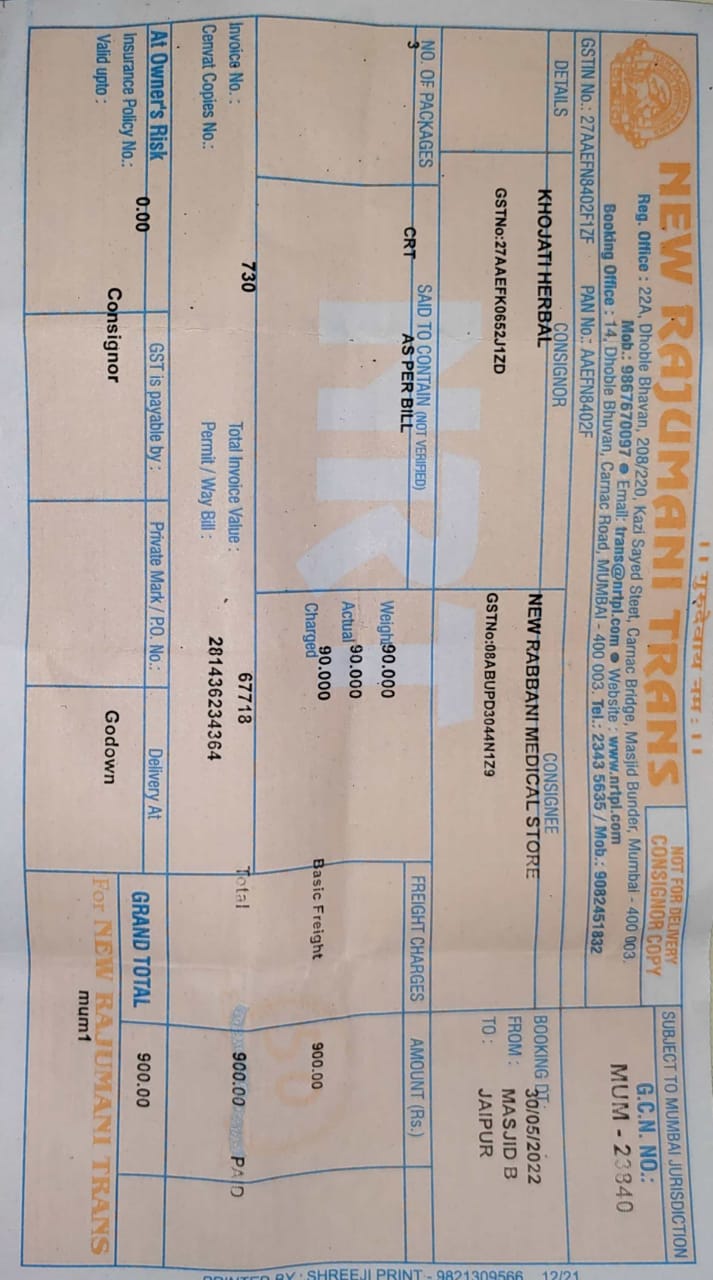 ।। गुरुदेवाय नमः ।।
NEW RAJUMANI TRANS
Reg. Office : 22A, Dhoble Bhavan, 208/220, Kazi Sayed Steet, Carnac Bridge, Masjid Bunder, Mumbai - 400 003.
Mob.: 9867670097 ● Email: trans@nrtpl.com ● Website : www.nrtpl.com
Booking Office : 14, Dhoble Bhuvan, Carnac Road, MUMBAI - 400 003. Tel.: 2343 5635 / Mob.: 9082451832
GSTIN No.: 27AAEFN8402F1ZF PAN No.: AAEFN8402F
NOT FOR DELIVERY
CONSIGNOR COPY
SUBJECT TO MUMBAI JURISDICTION
G.C.N. NO.:
MUM - 23840
DETAILS CONSIGNOR CONSIGNEE
KHOJATI HERBAL NEW RABBANI MEDICAL STORE
GSTNo:27AAEFK0652J1ZD GSTNo:08ABUPD3044N1Z9
BOOKING DT: 30/05/2022
FROM : MASJID B
TO : JAIPUR
NO. OF PACKAGES SAID TO CONTAIN (NOT VERIFIED) FREIGHT CHARGES AMOUNT (Rs.)
3 CRT AS PER BILL
Weight 90.000
Actual 90.000
Charged 90.000
Basic Freight 900.00
NRT
Invoice No. : 730 Total Invoice Value : 67718
Cenvat Copies No.: Permit / Way Bill : 281436234364
Total 900.00 PAID
At Owner's Risk 0.00 GST is payable by : Private Mark / P.O. No.: Delivery At
GRAND TOTAL 900.00
Insurance Policy No.: Consignor Godown
Valid upto :
For NEW RAJUMANI TRANS
mum1
PRINTED BY : SHREEJI PRINT - 9821309566 12/21